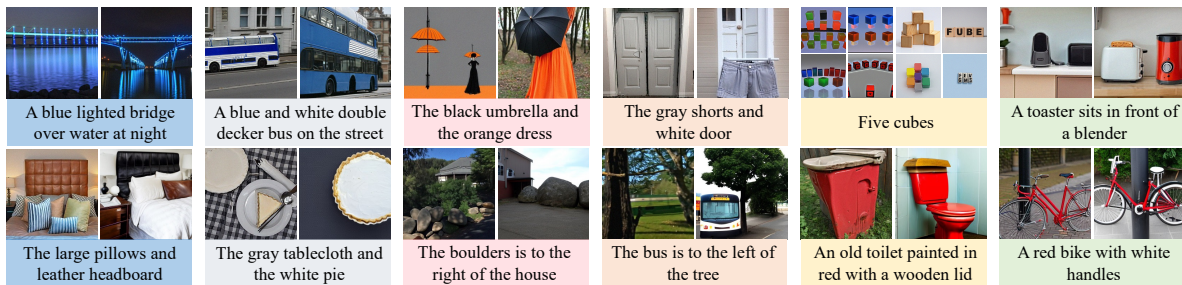 A blue lighted bridge
over water at night
A blue and white double
decker bus on the street
The black umbrella and
the orange dress
The gray shorts and
white door
FUBE
Five cubes
A toaster sits in front of
a blender
The large pillows and
leather headboard
The gray tablecloth and
the white pie
The boulders is to the
right of the house
The bus is to the left of
the tree
An old toilet painted in
red with a wooden lid
A red bike with white
handles